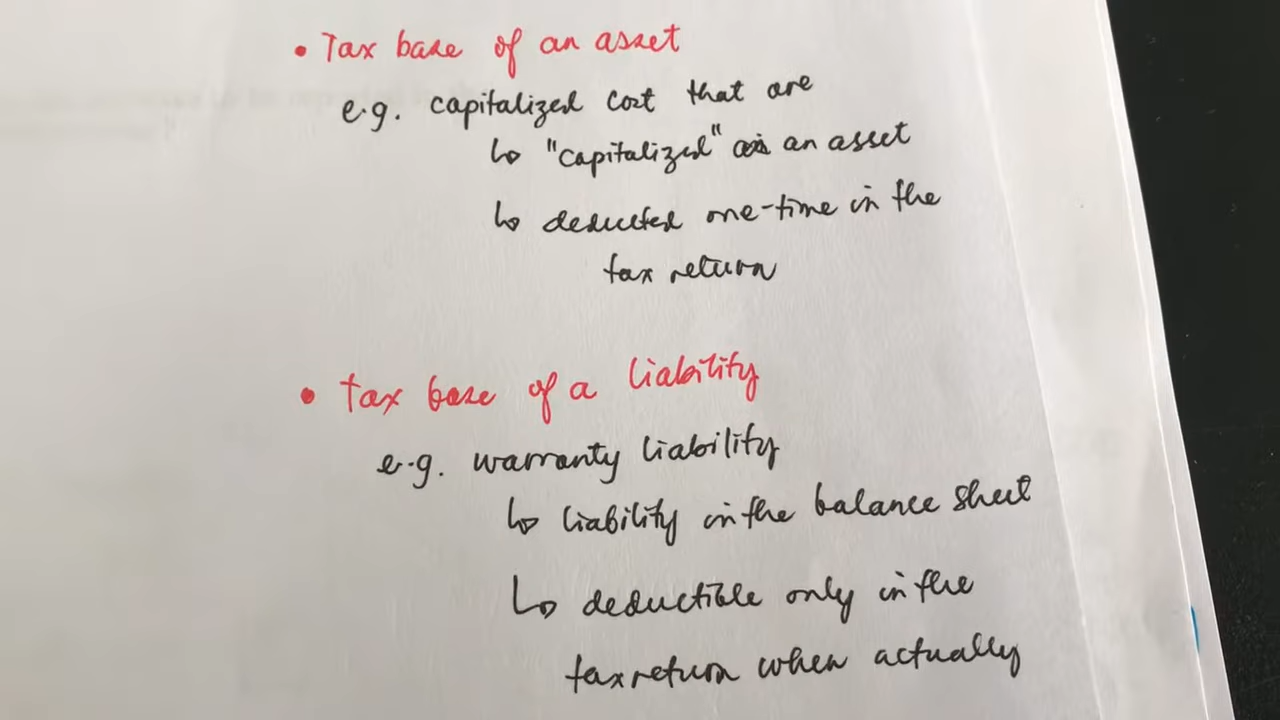 • Tax base of an asset
e.g. capitalized cost that are
↳ "capitalized" as an asset
↳ deducted one-time in the
tax return
• tax base of a liability
e.g. warranty liability
↳ liability in the balance sheet
↳ deductible only in the
tax return when actually